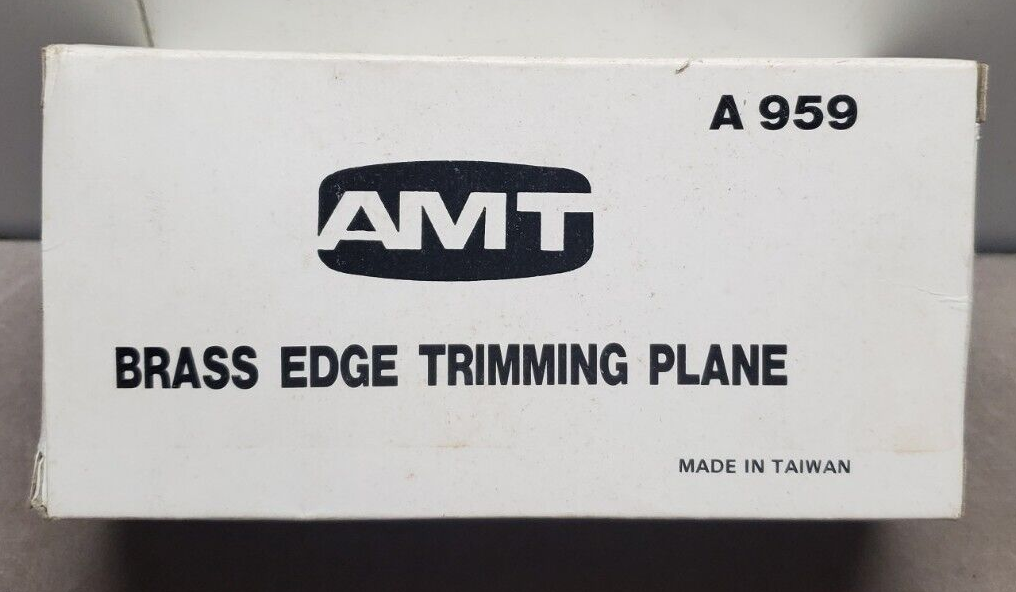 A 959
AMT
BRASS EDGE TRIMMING PLANE
MADE IN TAIWAN